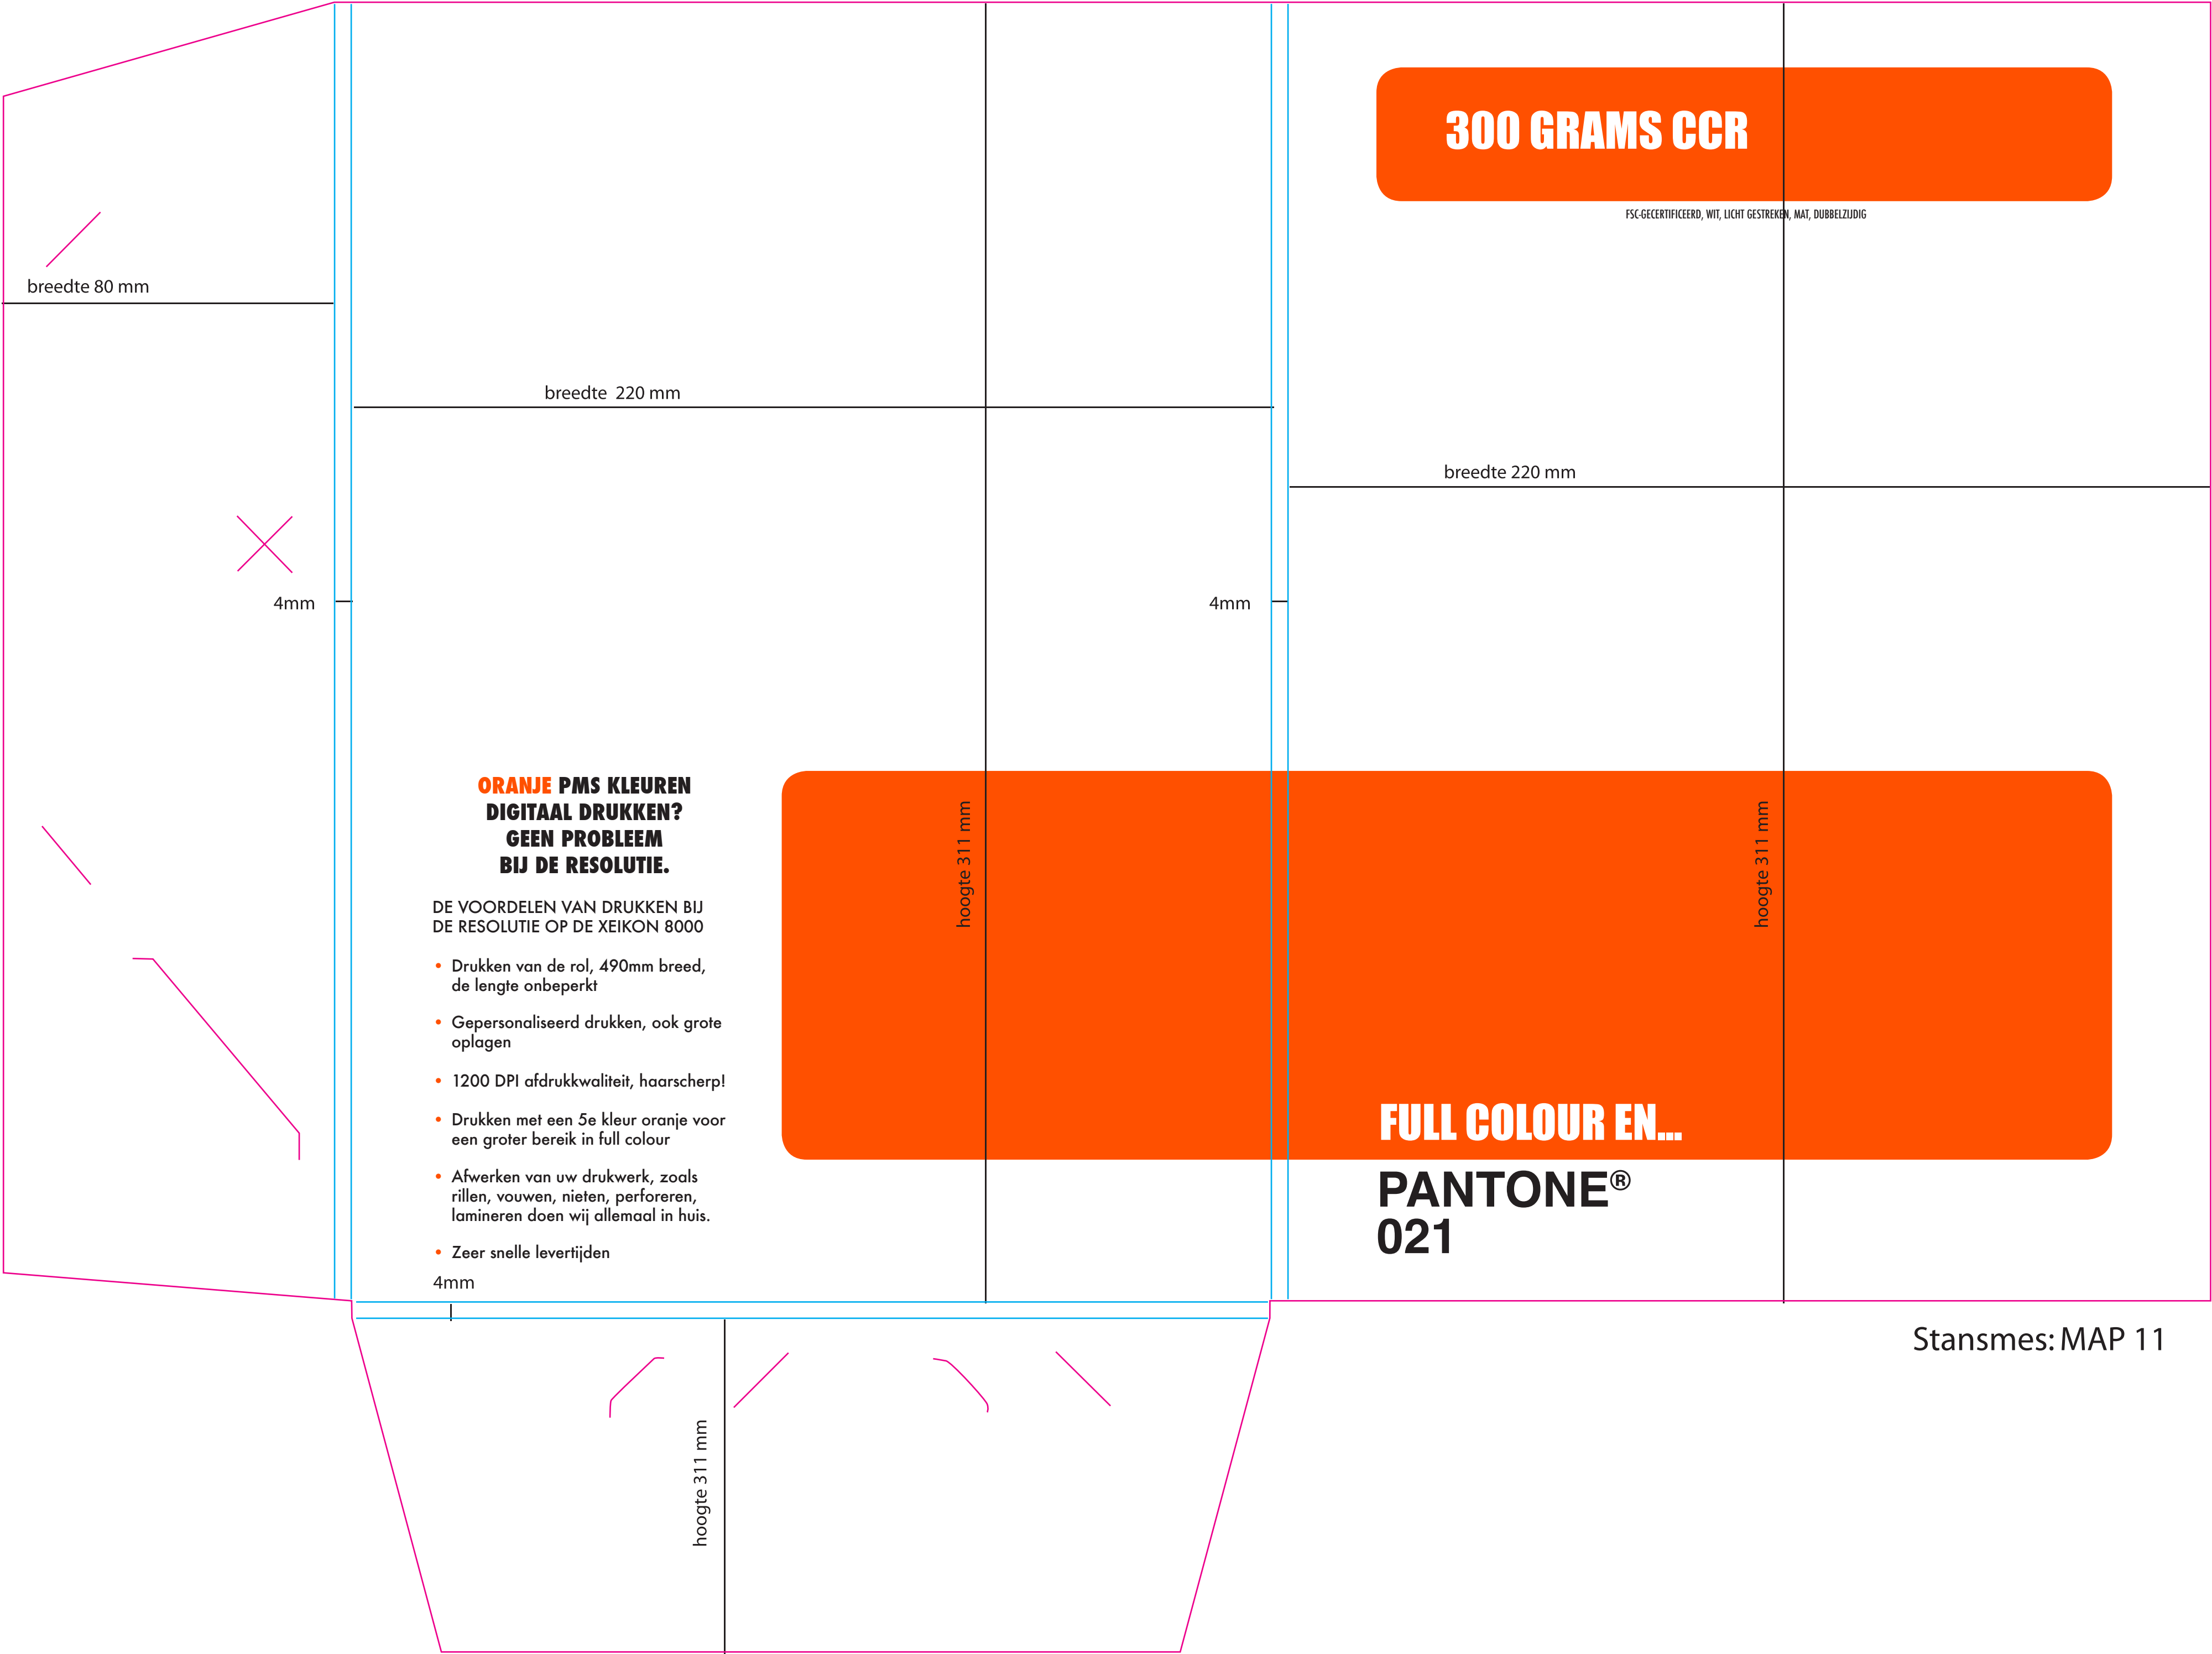 300 GRAMS CCR
FSC-GECERTIFICEERD, WIT, LICHT GESTREKEN, MAT, DUBBELZIJDIG
breedte 80 mm
breedte  220 mm
breedte 220 mm
4mm
4mm
ORANJE PMS KLEUREN
DIGITAAL DRUKKEN?
GEEN PROBLEEM
BIJ DE RESOLUTIE.
DE VOORDELEN VAN DRUKKEN BIJ
DE RESOLUTIE OP DE XEIKON 8000
• Drukken van de rol, 490mm breed,
de lengte onbeperkt
• Gepersonaliseerd drukken, ook grote
oplagen
• 1200 DPI afdrukkwaliteit, haarscherp!
• Drukken met een 5e kleur oranje voor
een groter bereik in full colour
• Afwerken van uw drukwerk, zoals
rillen, vouwen, nieten, perforeren,
lamineren doen wij allemaal in huis.
• Zeer snelle levertijden
4mm
hoogte 311 mm
hoogte 311 mm
FULL COLOUR EN...
PANTONE®
021
Stansmes: MAP 11
hoogte 311 mm